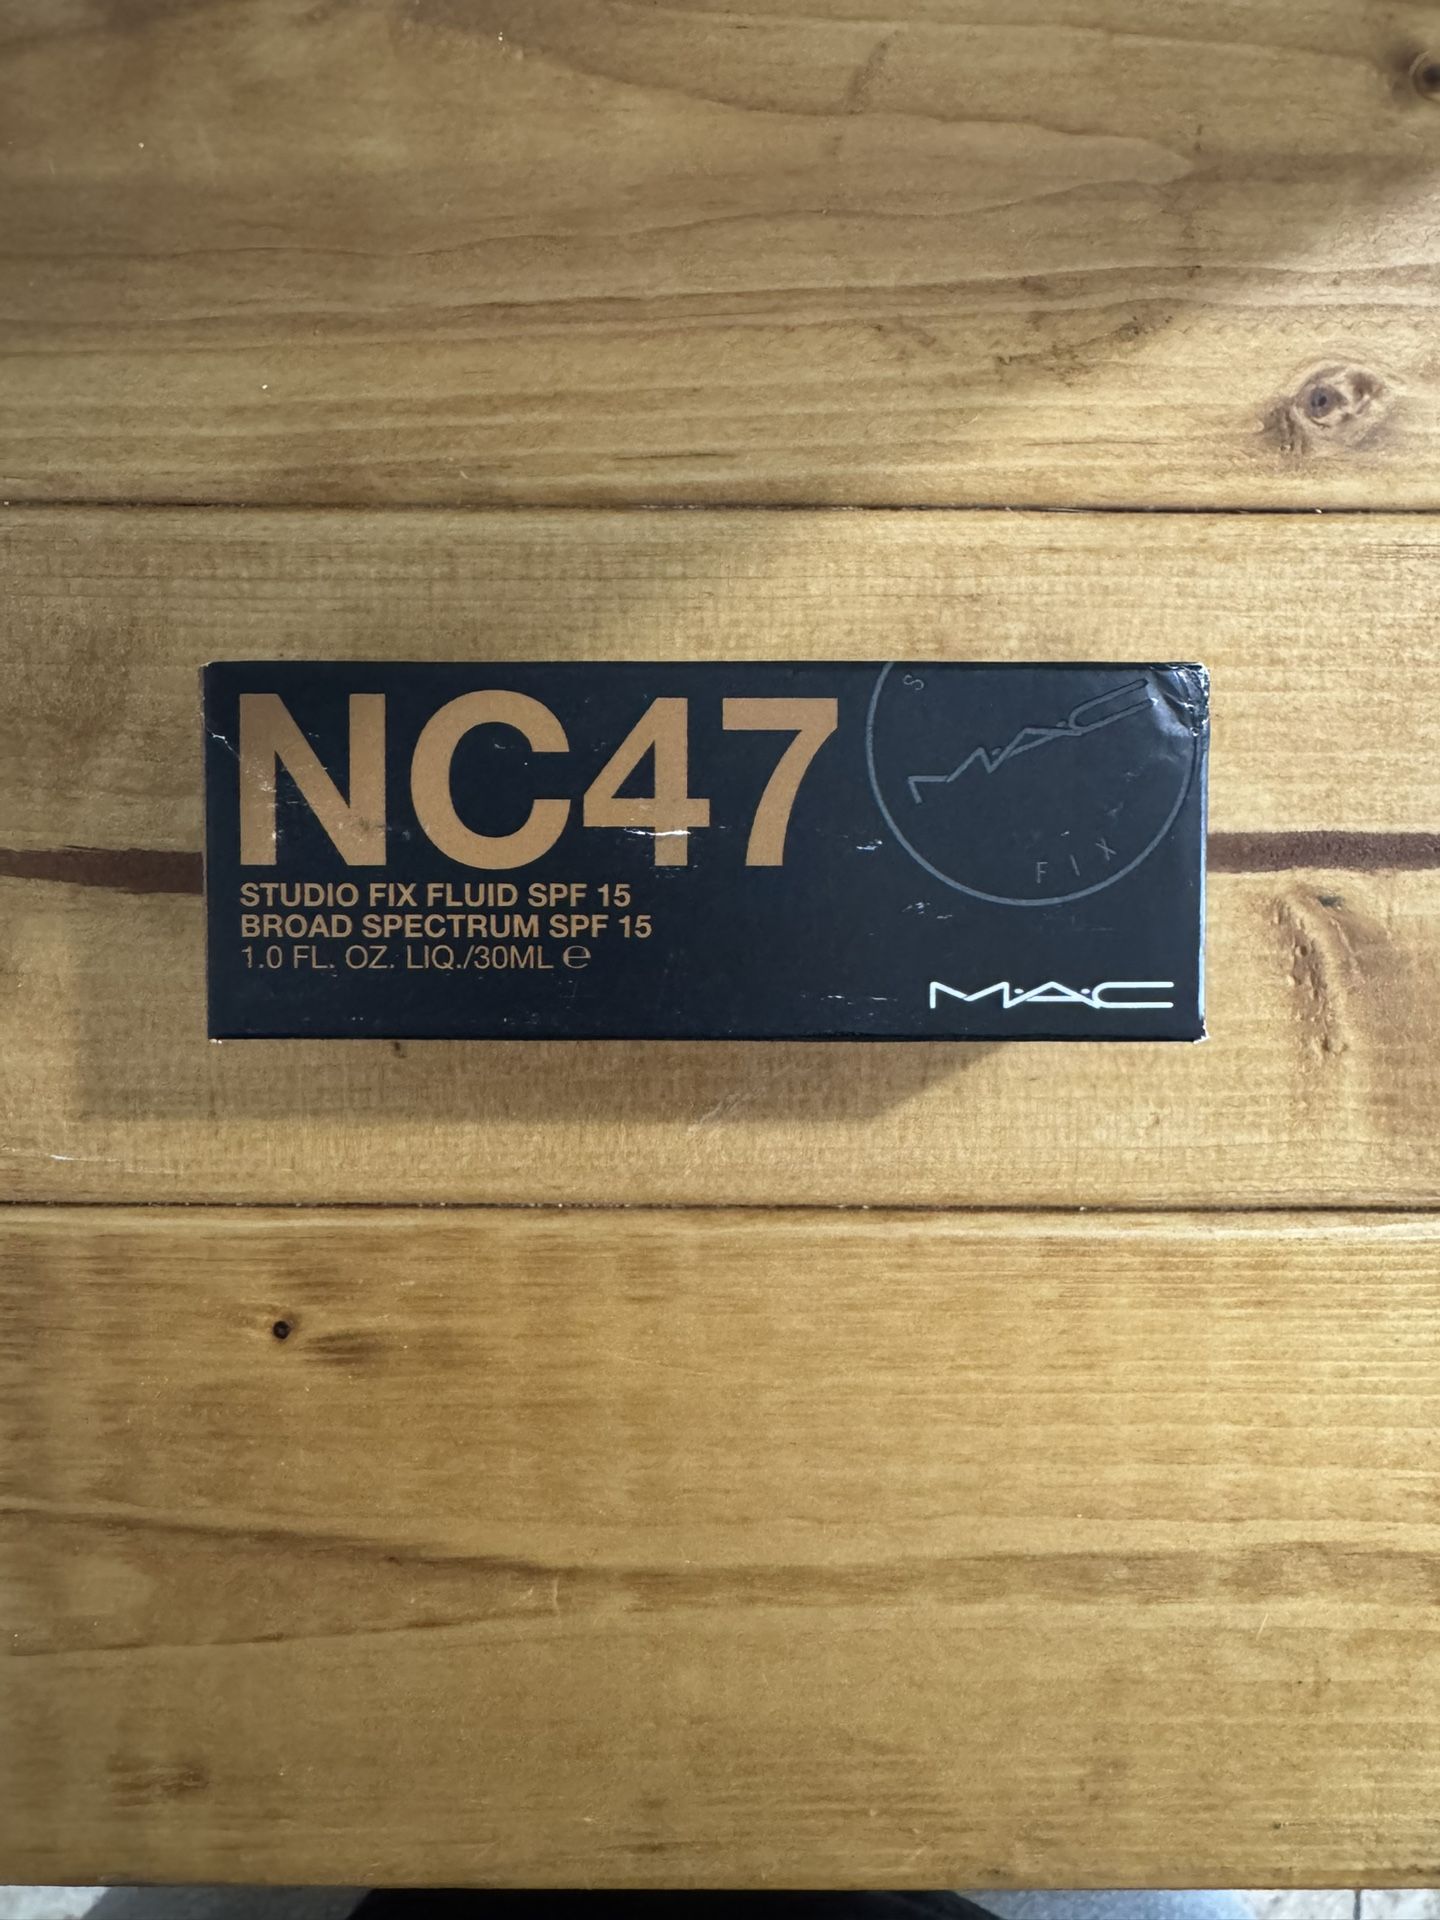 NC47
STUDIO FIX FLUID SPF 15
BROAD SPECTRUM SPF 15
1.0 FL. OZ. LIQ./30ML ℮
S
M·A·C
FIX
M·A·C